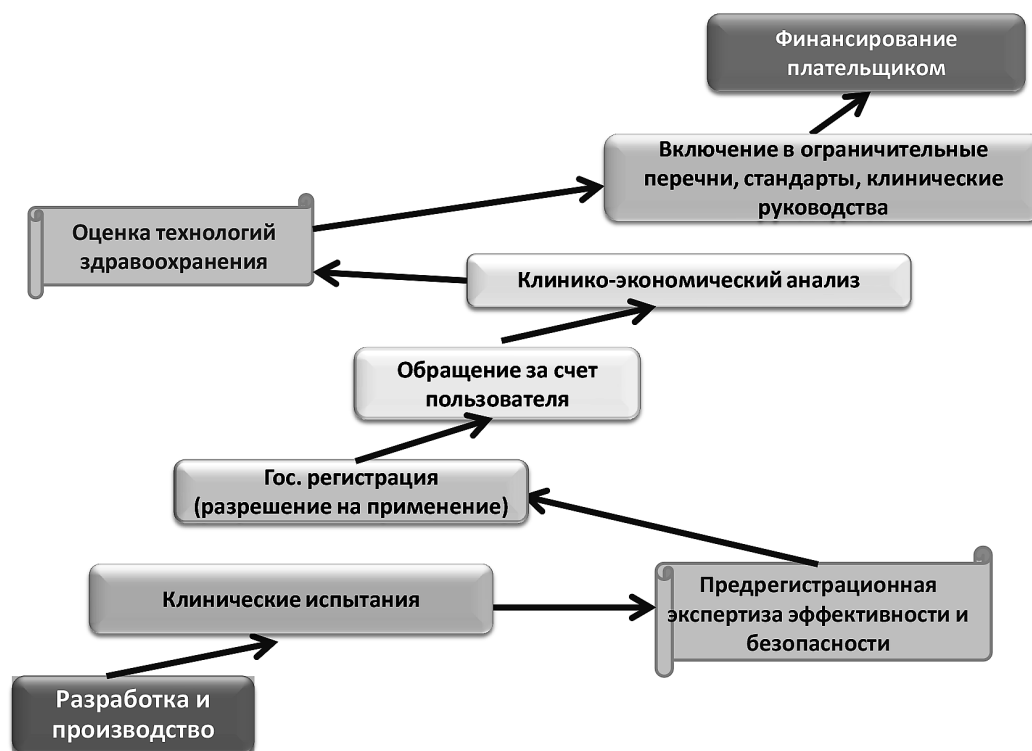 Финансирование
плательщиком
Включение в ограничительные
перечни, стандарты, клинические
руководства
Оценка технологий
здравоохранения
Клинико-экономический анализ
Обращение за счет
пользователя
Гос. регистрация
(разрешение на применение)
Предрегистрационная
экспертиза эффективности и
безопасности
Клинические испытания
Разработка и
производство